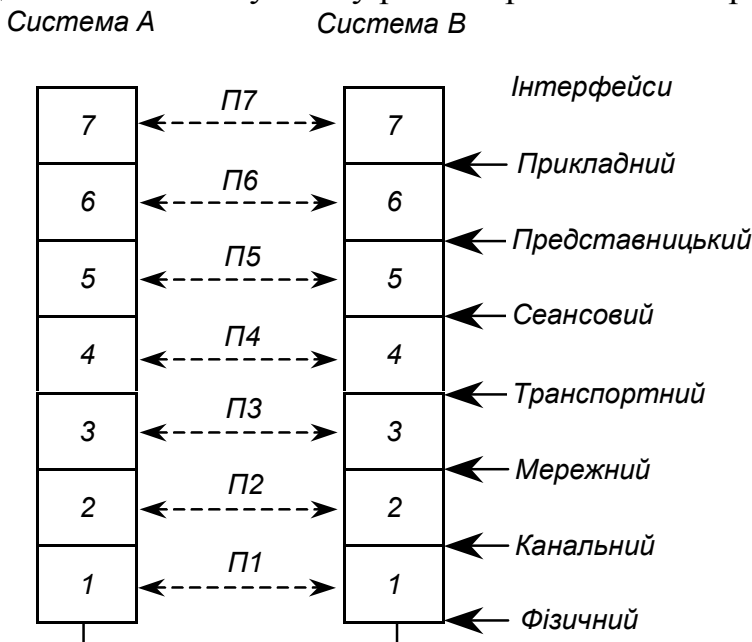 Система А Система В
Інтерфейси
7 П7 7
Прикладний
6 П6 6
Представницький
5 П5 5
Сеансовий
4 П4 4
Транспортний
3 П3 3
Мережний
2 П2 2
Канальний
1 П1 1
Фізичний